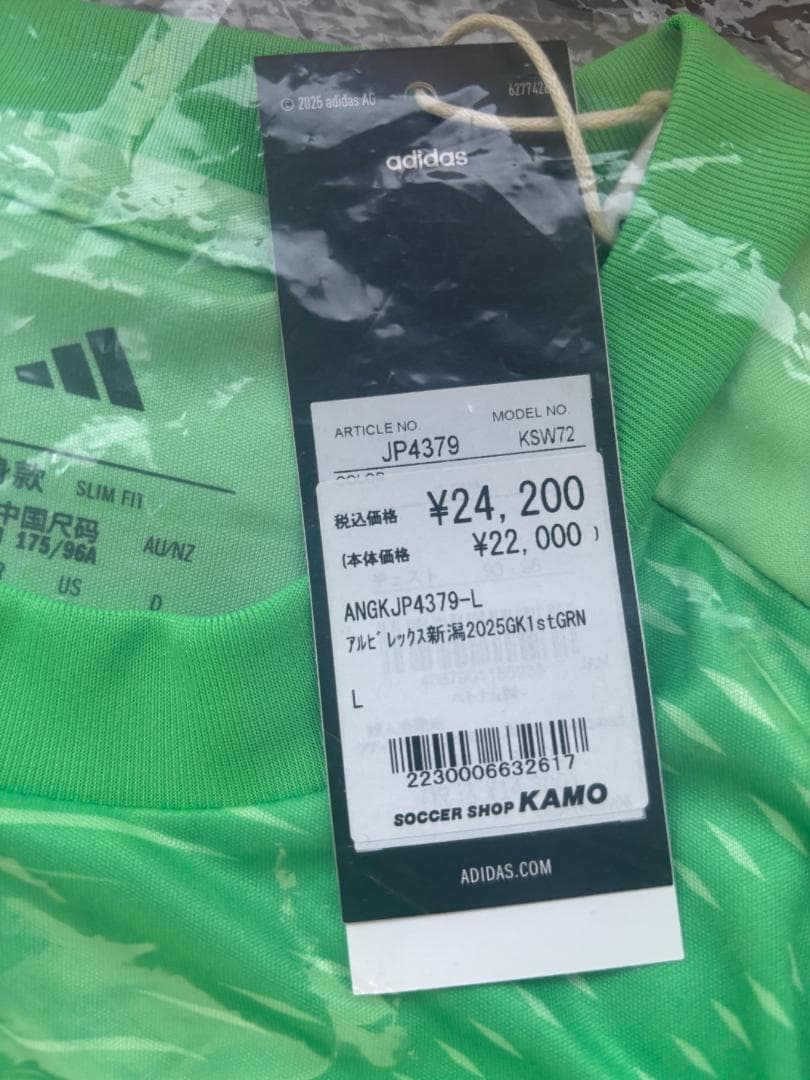 © 2025 adidas AG
adidas
ARTICLE NO.
MODEL NO.
JP4379
KSW72
COLOR
税込価格 ¥24,200
(本体価格 ¥22,000 )
ANGKJP4379-L
アルビレックス新潟2025GK1stGRN
L
2230006632617
SOCCER SHOP KAMO
ADIDAS.COM
款 SLIM FIT
中国尺码
175/96A AU/NZ
US D